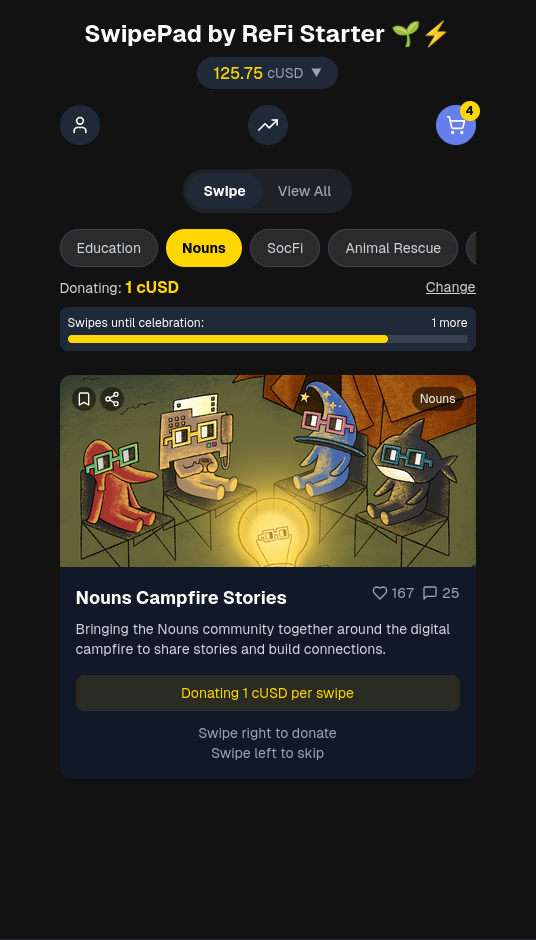 SwipePad by ReFi Starter 🌱⚡
125.75 cUSD ▼
4
Swipe View All
Education Nouns SocFi Animal Rescue
Donating: 1 cUSD Change
Swipes until celebration: 1 more
Nouns
Nouns Campfire Stories 167 25
Bringing the Nouns community together around the digital
campfire to share stories and build connections.
Donating 1 cUSD per swipe
Swipe right to donate
Swipe left to skip